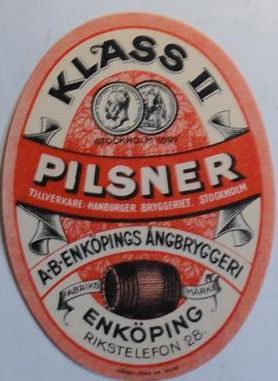 KLASS II
STOCKHOLM 1897
PILSNER
TILLVERKARE: HAMBURGER BRYGGERIET. STOCKHOLM
A-B-ENKÖPINGS ÅNGBRYGGERI
FABRIKS MÄRKE
ENKÖPING
RIKSTELEFON 28.